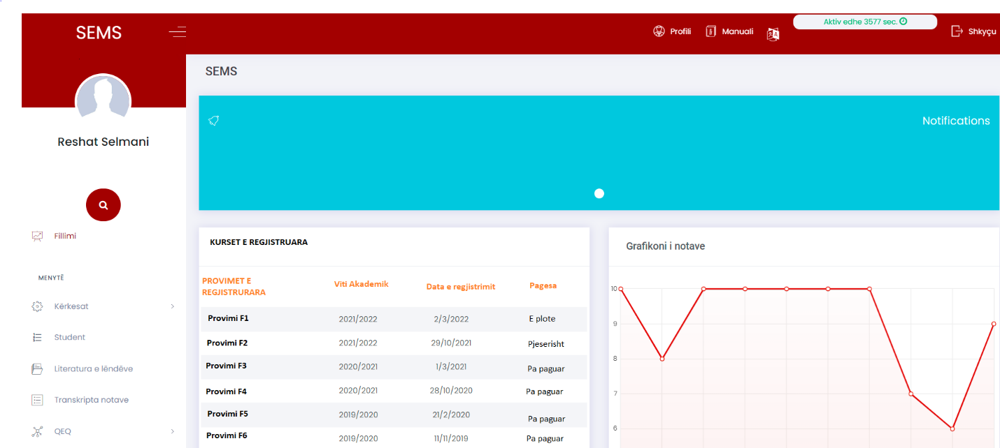 SEMS
Profili
Manuali
Aktiv edhe 3577 sec.
Shkyçu
SEMS
Notifications
Reshat Selmani
Fillimi
MENYTË
Kërkesat
Student
Literatura e lëndëve
Transkripta notave
QEQ
KURSET E REGJISTRUARA
PROVIMET E REGJISTRURARA Viti Akademik Data e regjistrimit Pagesa
Provimi F1 2021/2022 2/3/2022 E plote
Provimi F2 2021/2022 29/10/2021 Pjeserisht
Provimi F3 2020/2021 1/3/2021 Pa paguar
Provimi F4 2020/2021 28/10/2020 Pa paguar
Provimi F5 2019/2020 21/2/2020 Pa paguar
Provimi F6 2019/2020 11/11/2019 Pa paguar
Grafikoni i notave
10
9
8
7
6